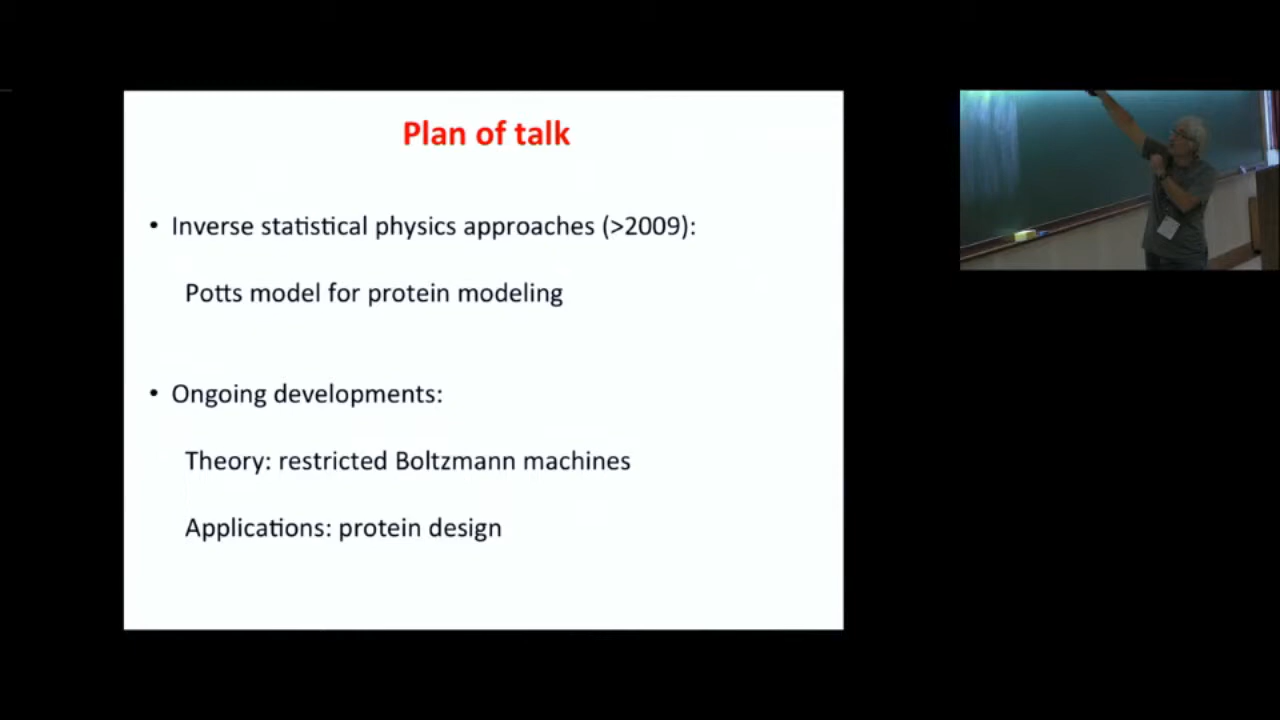 Plan of talk
• Inverse statistical physics approaches (>2009):
Potts model for protein modeling
• Ongoing developments:
Theory: restricted Boltzmann machines
Applications: protein design